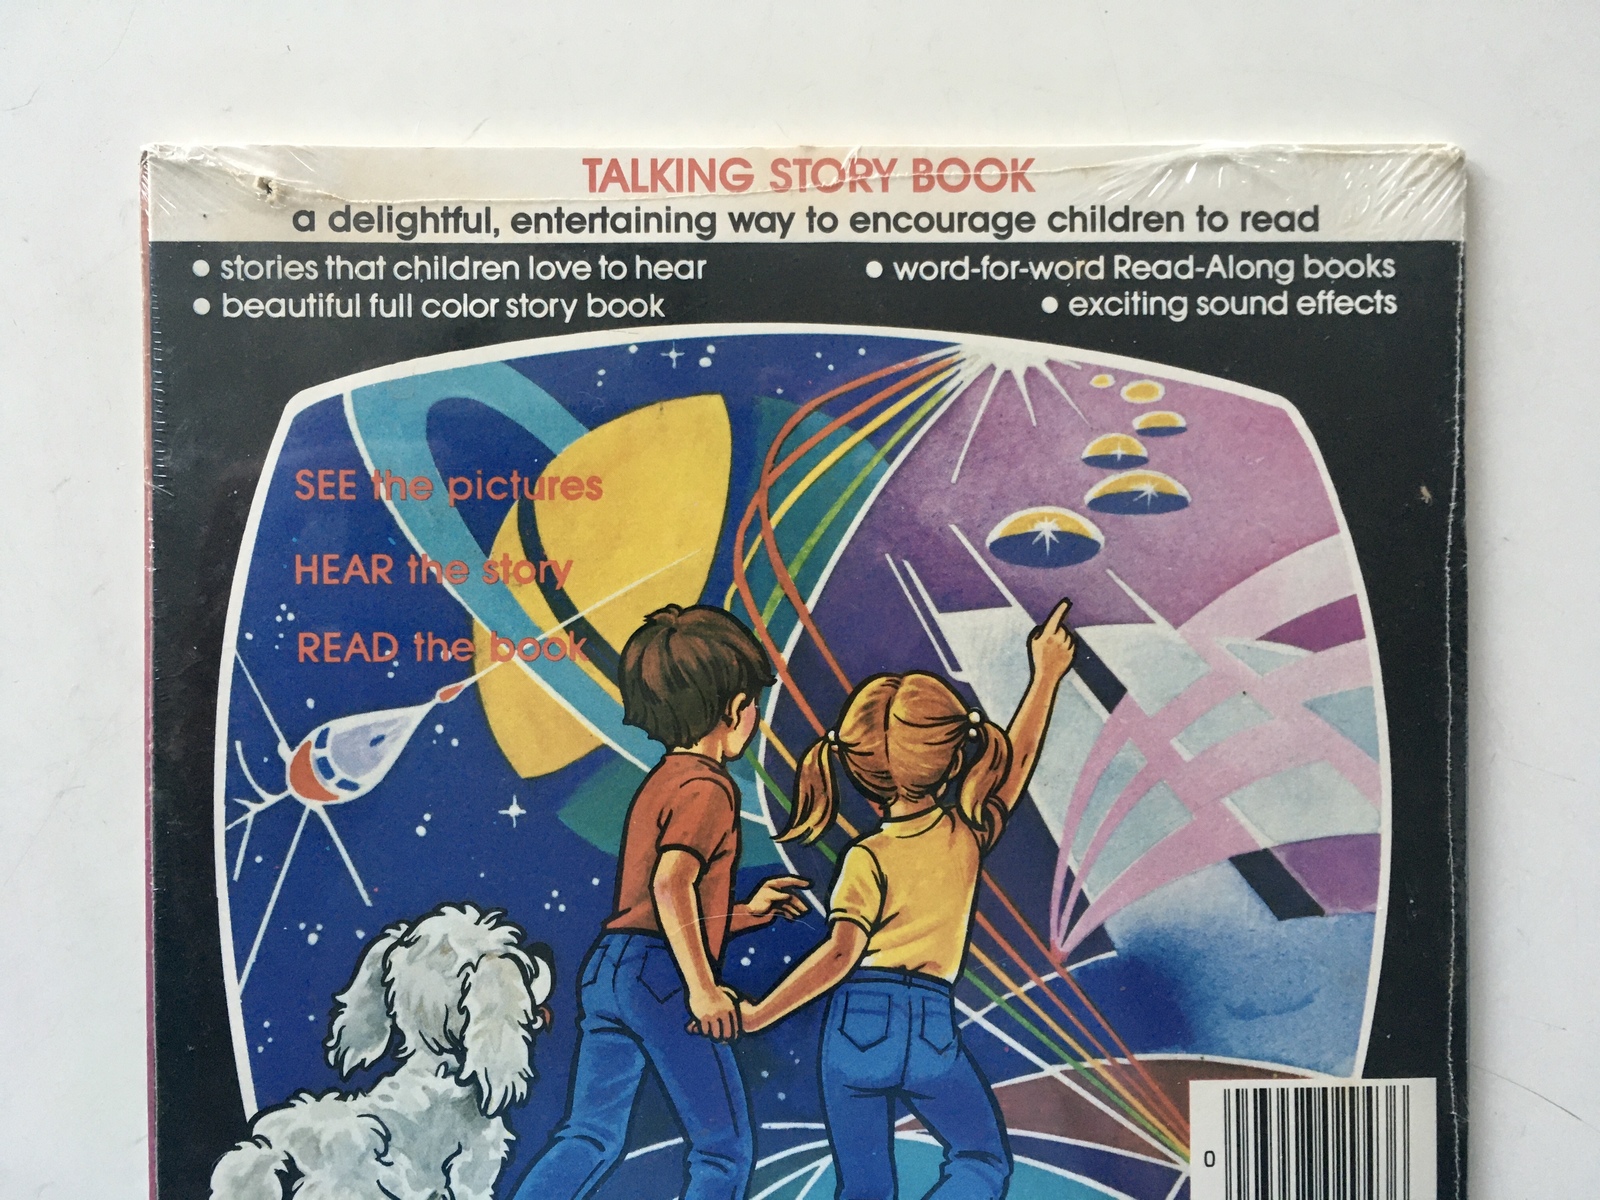 TALKING STORY BOOK
a delightful, entertaining way to encourage children to read
● stories that children love to hear
● beautiful full color story book
● word-for-word Read-Along books
● exciting sound effects
SEE the pictures
HEAR the story
READ the book
0